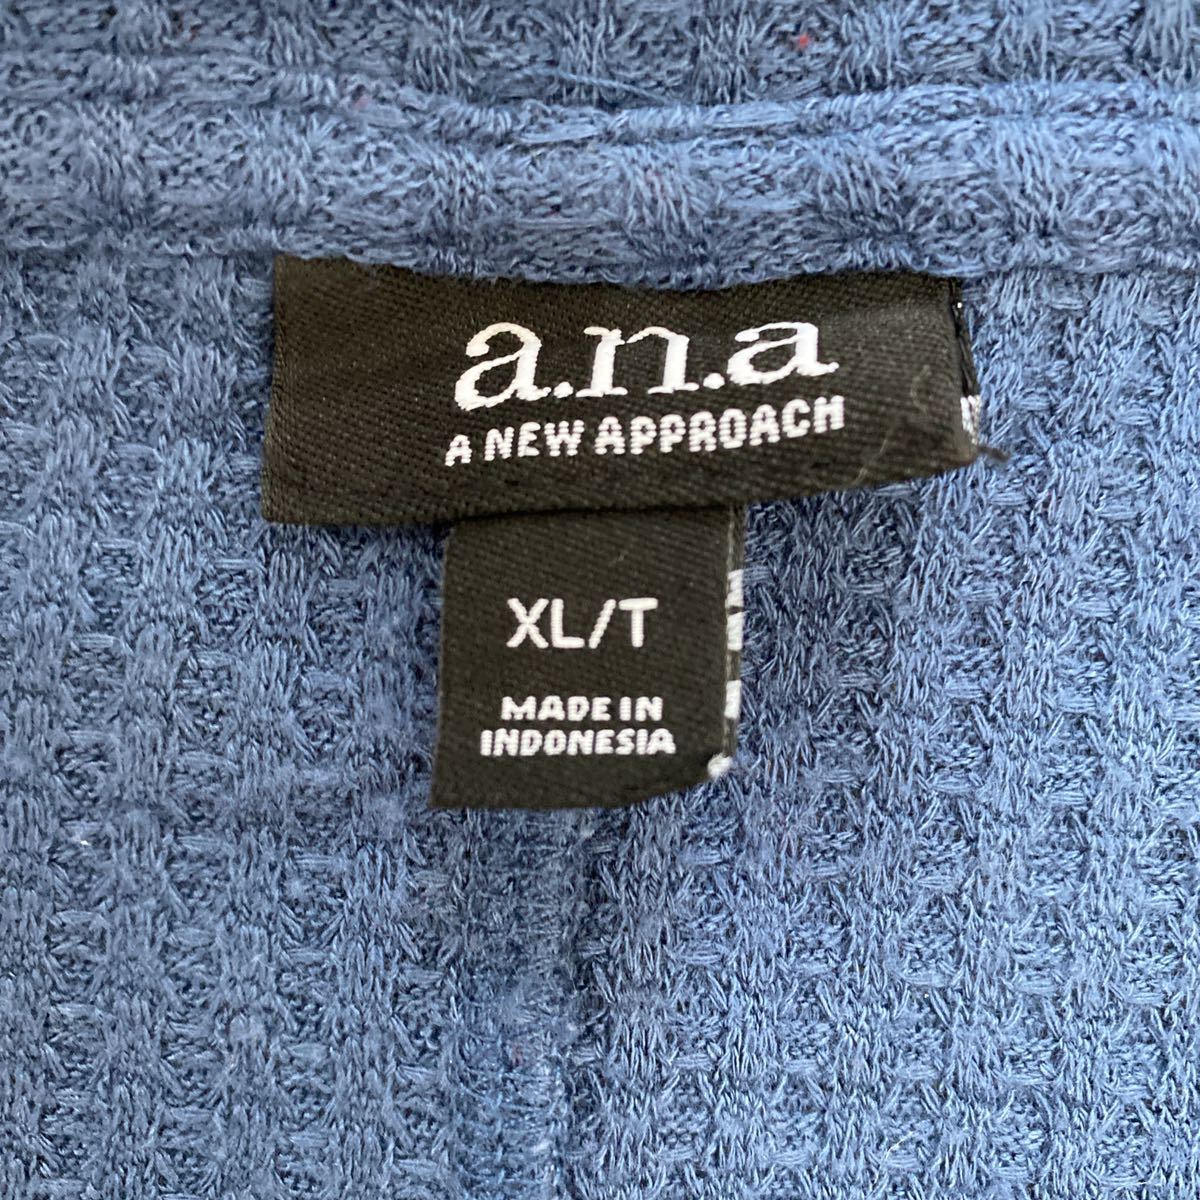 a.n.a
A NEW APPROACH
XL/T
MADE IN
INDONESIA